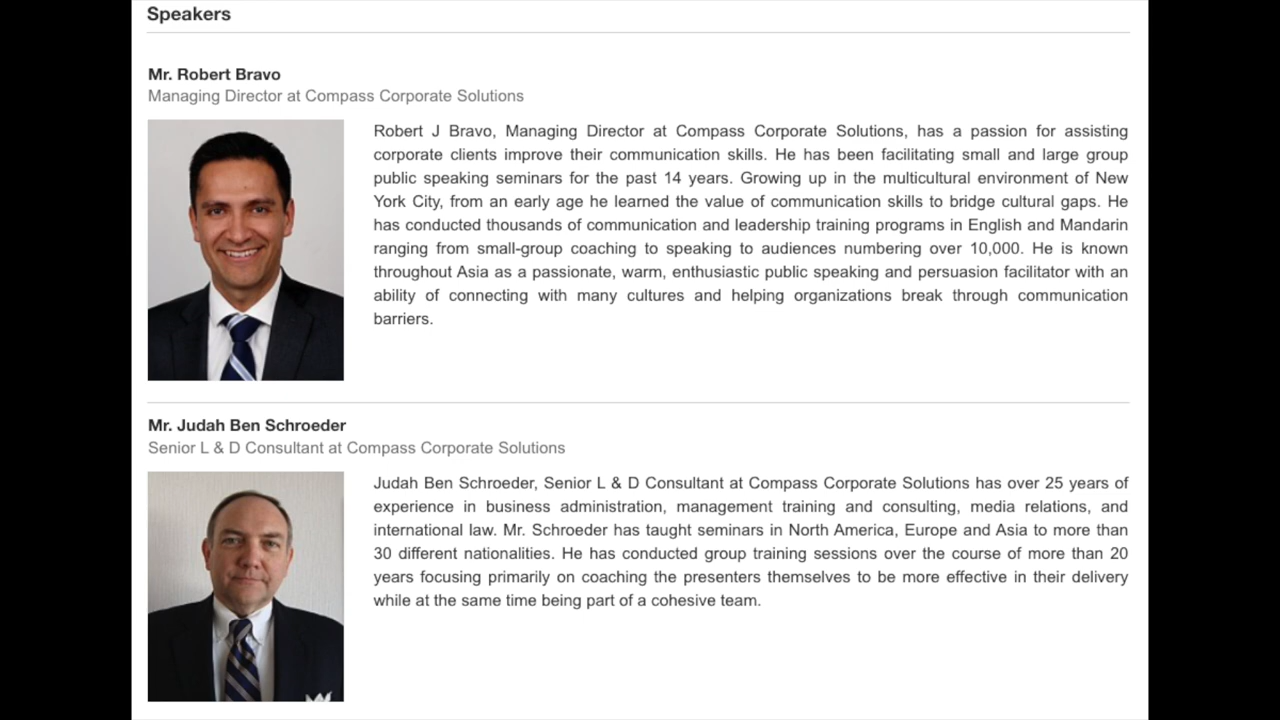 Speakers
Mr. Robert Bravo
Managing Director at Compass Corporate Solutions
Robert J Bravo, Managing Director at Compass Corporate Solutions, has a passion for assisting
corporate clients improve their communication skills. He has been facilitating small and large group
public speaking seminars for the past 14 years. Growing up in the multicultural environment of New
York City, from an early age he learned the value of communication skills to bridge cultural gaps. He
has conducted thousands of communication and leadership training programs in English and Mandarin
ranging from small-group coaching to speaking to audiences numbering over 10,000. He is known
throughout Asia as a passionate, warm, enthusiastic public speaking and persuasion facilitator with an
ability of connecting with many cultures and helping organizations break through communication
barriers.
Mr. Judah Ben Schroeder
Senior L & D Consultant at Compass Corporate Solutions
Judah Ben Schroeder, Senior L & D Consultant at Compass Corporate Solutions has over 25 years of
experience in business administration, management training and consulting, media relations, and
international law. Mr. Schroeder has taught seminars in North America, Europe and Asia to more than
30 different nationalities. He has conducted group training sessions over the course of more than 20
years focusing primarily on coaching the presenters themselves to be more effective in their delivery
while at the same time being part of a cohesive team.